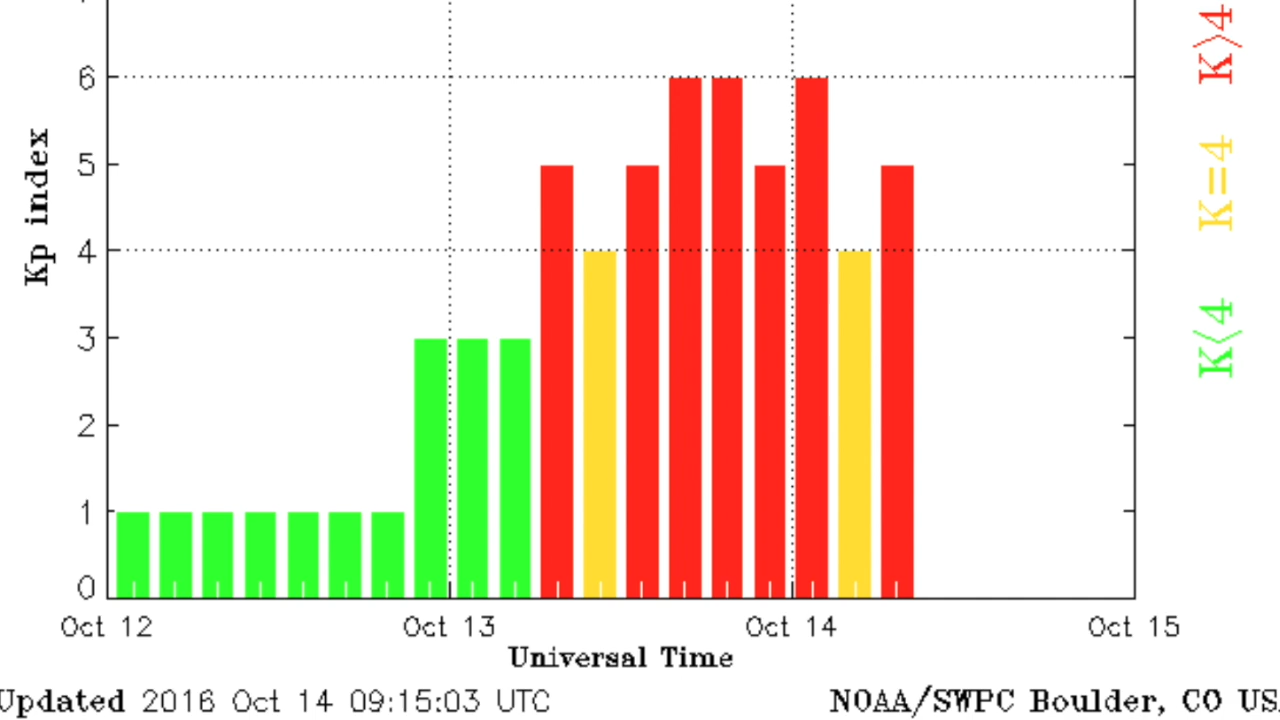 K>4
6
5
K=4
Kp index
4
3
K<4
2
1
0
Oct 12 Oct 13 Oct 14 Oct 15
Universal Time
Updated 2016 Oct 14 09:15:03 UTC NOAA/SWPC Boulder, CO US